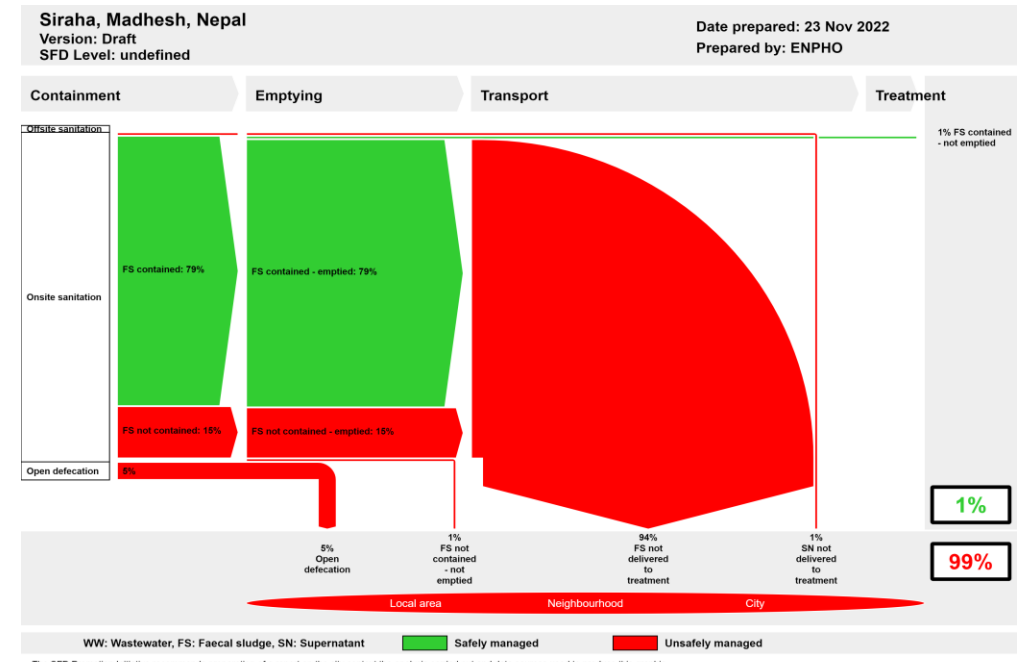 Siraha, Madhesh, Nepal
Version: Draft
SFD Level: undefined
Date prepared: 23 Nov 2022
Prepared by: ENPHO
Containment
Emptying
Transport
Treatment
Offsite sanitation
1% FS contained
- not emptied
FS contained: 79%
FS contained - emptied: 79%
Onsite sanitation
FS not contained: 15%
FS not contained - emptied: 15%
Open defecation
5%
1%
5%
Open
defecation
1%
FS not
contained
- not
emptied
94%
FS not
delivered
to
treatment
1%
SN not
delivered
to
treatment
99%
Local area
Neighbourhood
City
WW: Wastewater, FS: Faecal sludge, SN: Supernatant
Safely managed
Unsafely managed